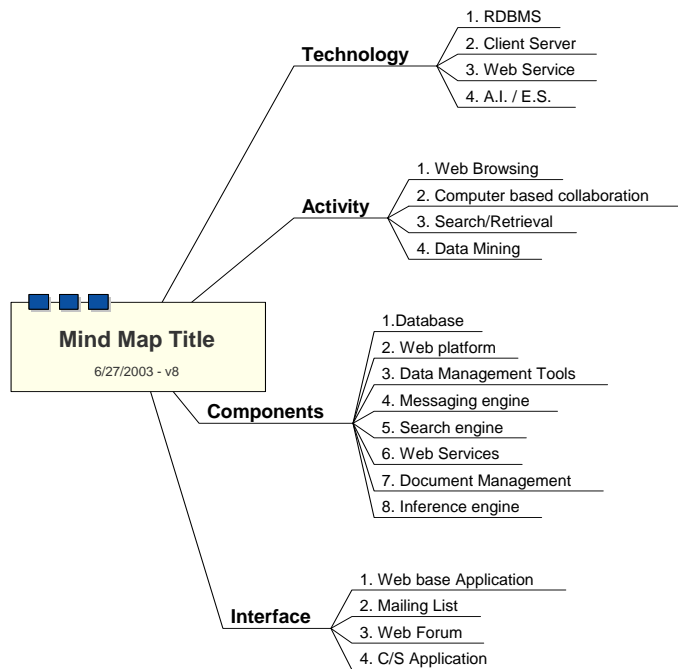 Mind Map Title
6/27/2003 - v8
Technology
1. RDBMS
2. Client Server
3. Web Service
4. A.I. / E.S.
Activity
1. Web Browsing
2. Computer based collaboration
3. Search/Retrieval
4. Data Mining
Components
1.Database
2. Web platform
3. Data Management Tools
4. Messaging engine
5. Search engine
6. Web Services
7. Document Management
8. Inference engine
Interface
1. Web base Application
2. Mailing List
3. Web Forum
4. C/S Application